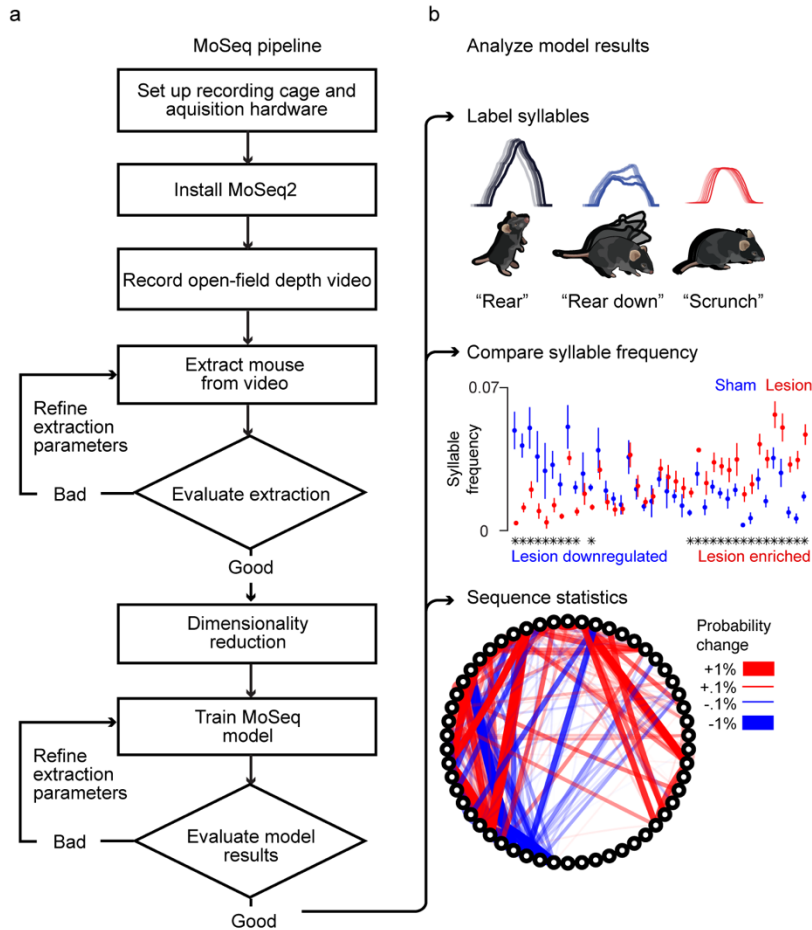 a
MoSeq pipeline
Set up recording cage and
aquisition hardware
Install MoSeq2
Record open-field depth video
Extract mouse
from video
Refine
extraction
parameters
Bad
Evaluate extraction
Good
Dimensionality
reduction
Train MoSeq
model
Refine
extraction
parameters
Bad
Evaluate model
results
Good
b
Analyze model results
Label syllables
“Rear”
“Rear down”
“Scrunch”
Compare syllable frequency
0.07
Sham
Lesion
Syllable
frequency
0
Lesion downregulated
Lesion enriched
Sequence statistics
Probability
change
+1%
+.1%
-.1%
-1%